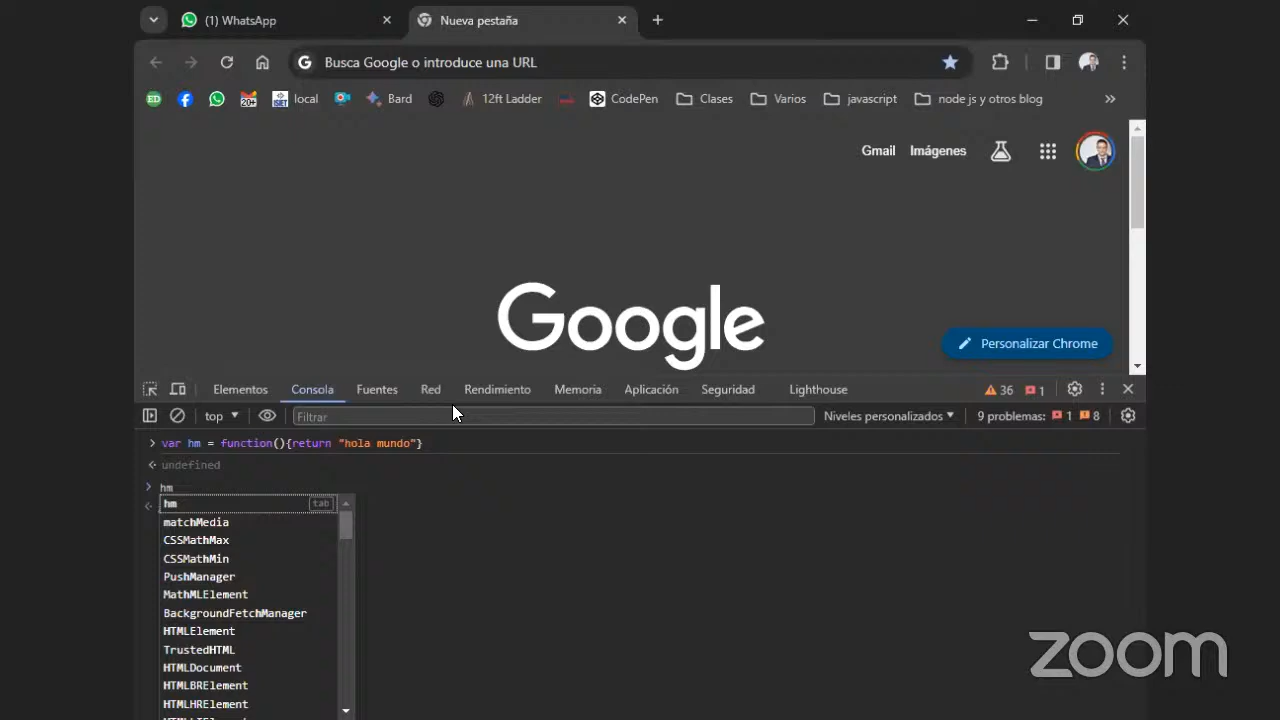 (1) WhatsApp
Nueva pestaña
Busca Google o introduce una URL
ED
20+
ISET
local
Bard
12ft Ladder
CodePen
Clases
Varios
javascript
node js y otros blog
Gmail
Imágenes
Google
Personalizar Chrome
Elementos
Consola
Fuentes
Red
Rendimiento
Memoria
Aplicación
Seguridad
Lighthouse
36
1
top
Filtrar
Niveles personalizados
9 problemas:
1
8
var hm = function(){return "hola mundo"}
undefined
hm
hm
tab
matchMedia
CSSMathMax
CSSMathMin
PushManager
MathMLElement
BackgroundFetchManager
HTMLElement
TrustedHTML
HTMLDocument
HTMLBRElement
HTMLHRElement
zoom